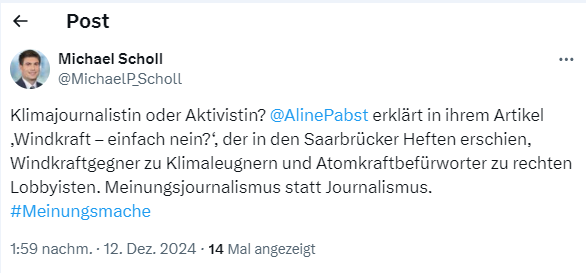 Post
Michael Scholl
@MichaelP_Scholl
Klimajournalistin oder Aktivistin? @AlinePabst erklärt in ihrem Artikel
‚Windkraft – einfach nein?‘, der in den Saarbrücker Heften erschien,
Windkraftgegner zu Klimaleugnern und Atomkraftbefürworter zu rechten
Lobbyisten. Meinungsjournalismus statt Journalismus.
#Meinungsmache
1:59 nachm. · 12. Dez. 2024 · 14 Mal angezeigt